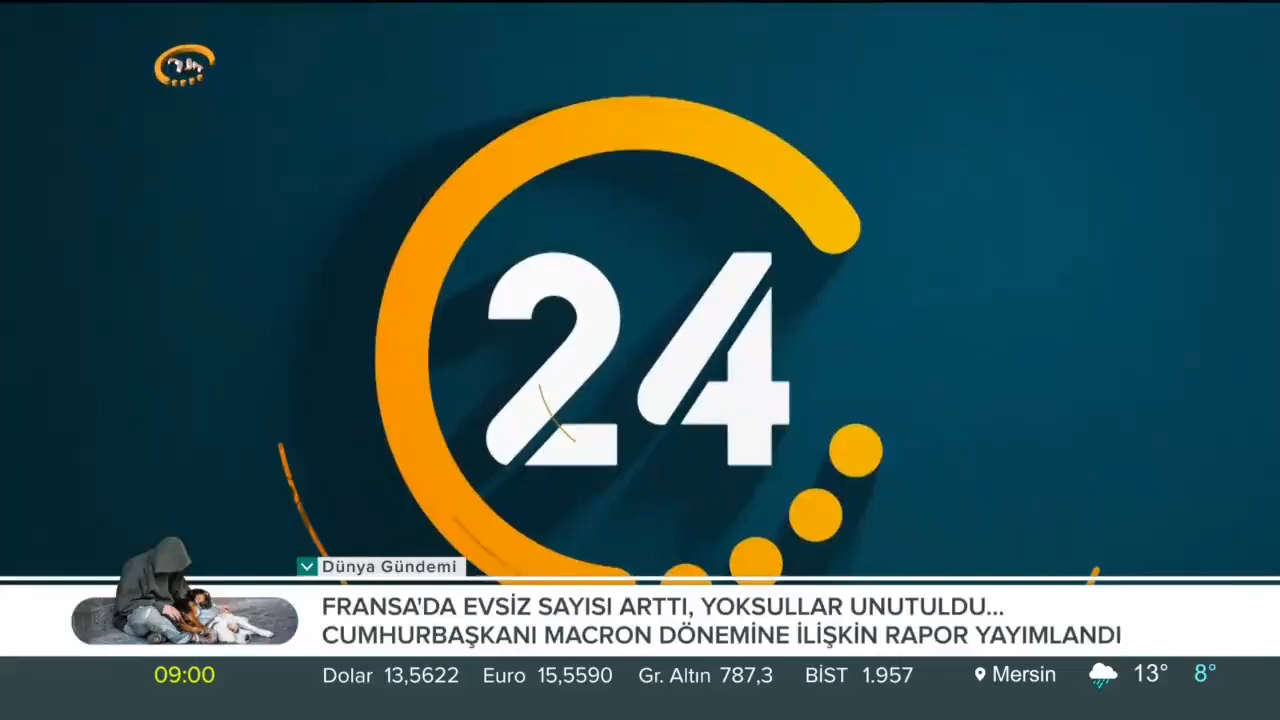 24
24
Dünya Gündemi
FRANSA'DA EVSİZ SAYISI ARTTI, YOKSULLAR UNUTULDU...
CUMHURBAŞKANI MACRON DÖNEMİNE İLİŞKİN RAPOR YAYIMLANDI
09:00 Dolar 13,5622 Euro 15,5590 Gr. Altın 787,3 BİST 1.957 Mersin 13° 8°